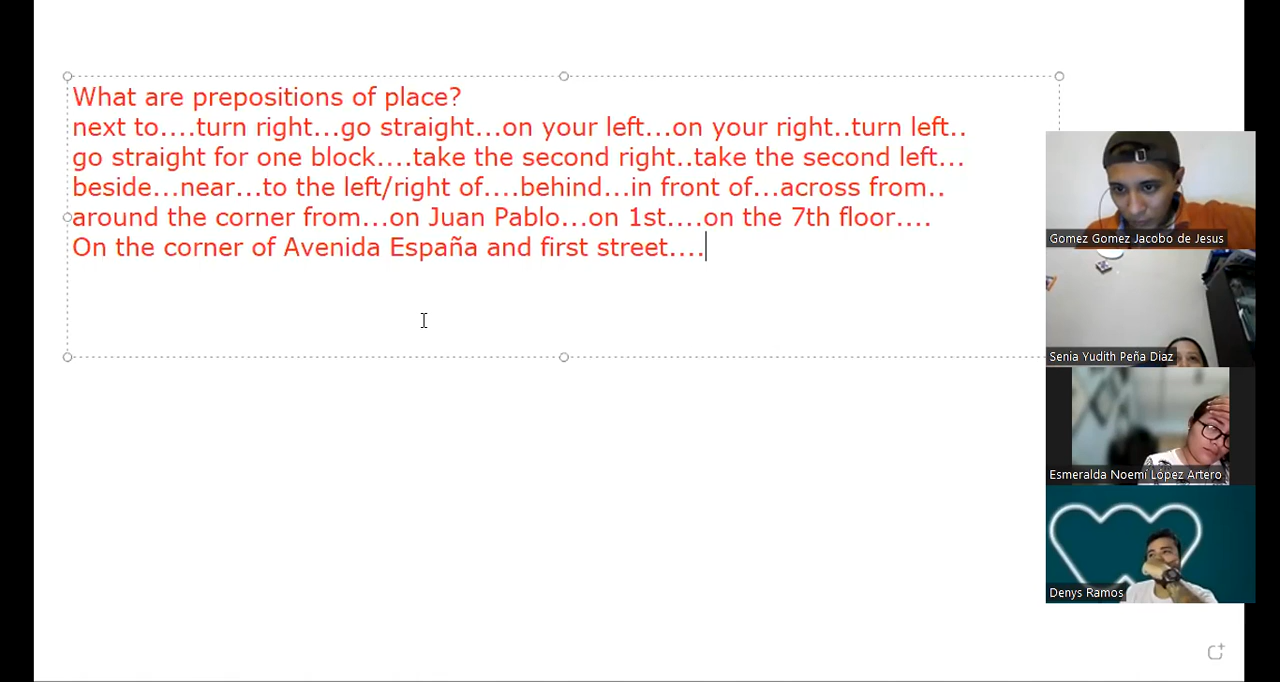 What are prepositions of place?
next to....turn right...go straight...on your left...on your right..turn left..
go straight for one block....take the second right..take the second left...
beside...near...to the left/right of....behind...in front of...across from..
around the corner from...on Juan Pablo...on 1st....on the 7th floor....
On the corner of Avenida España and first street....
Gomez Gomez Jacobo de Jesus
Senia Yudith Peña Diaz
Esmeralda Noemí López Artero
Denys Ramos